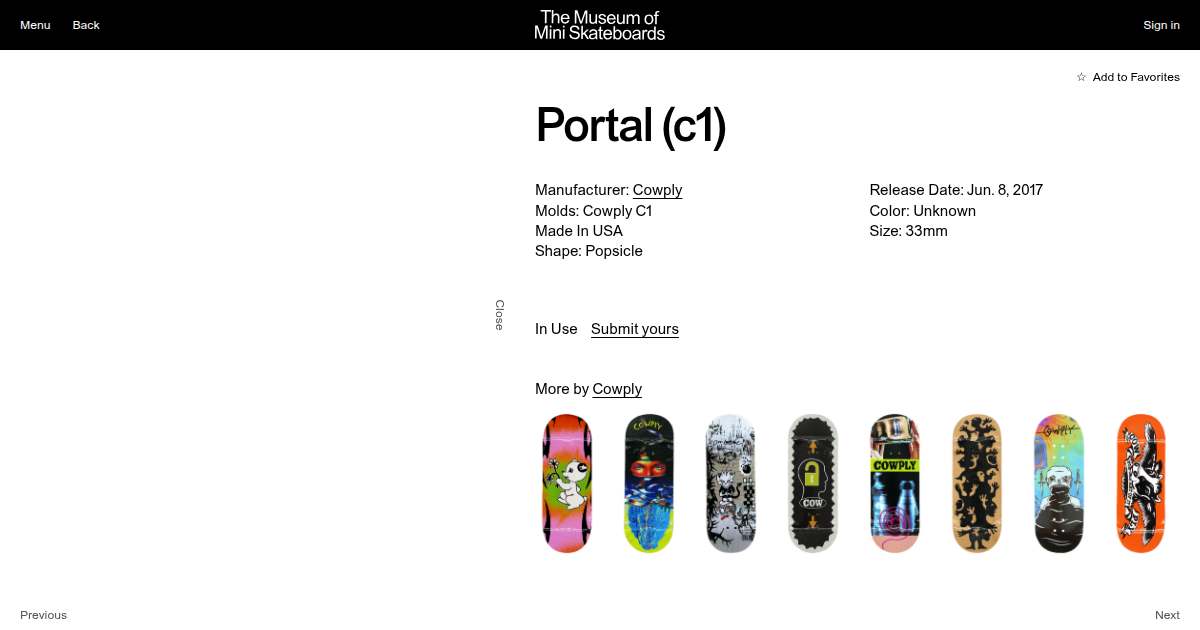 Menu
Back
The Museum of
Mini Skateboards
Sign in
☆ Add to Favorites
Portal (c1)
Manufacturer: Cowply
Molds: Cowply C1
Made In USA
Shape: Popsicle
Release Date: Jun. 8, 2017
Color: Unknown
Size: 33mm
Close
In Use
Submit yours
More by Cowply
COWPLY
COW
COWPLY
Previous
Next